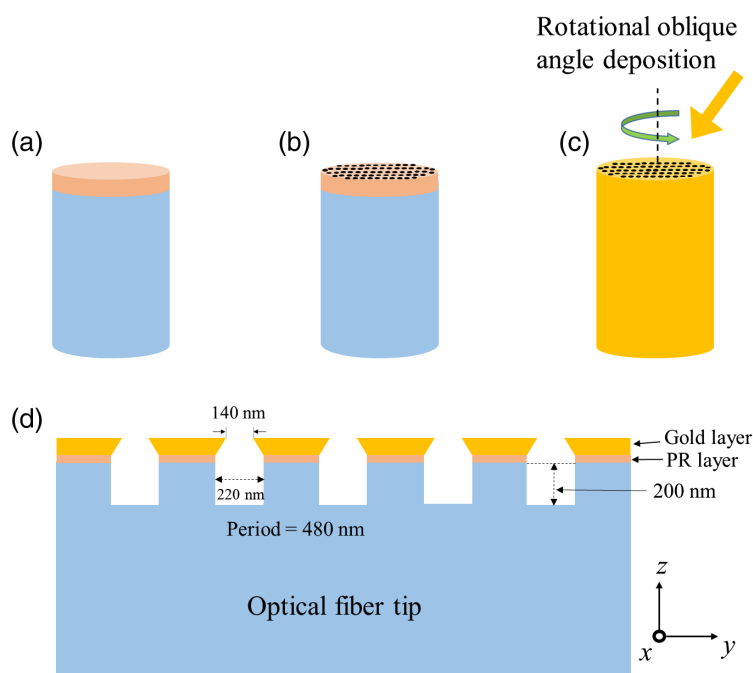 Rotational oblique
angle deposition
(a)
(b)
(c)
(d)
140 nm
Gold layer
PR layer
220 nm
200 nm
Period = 480 nm
Optical fiber tip
z
x
y